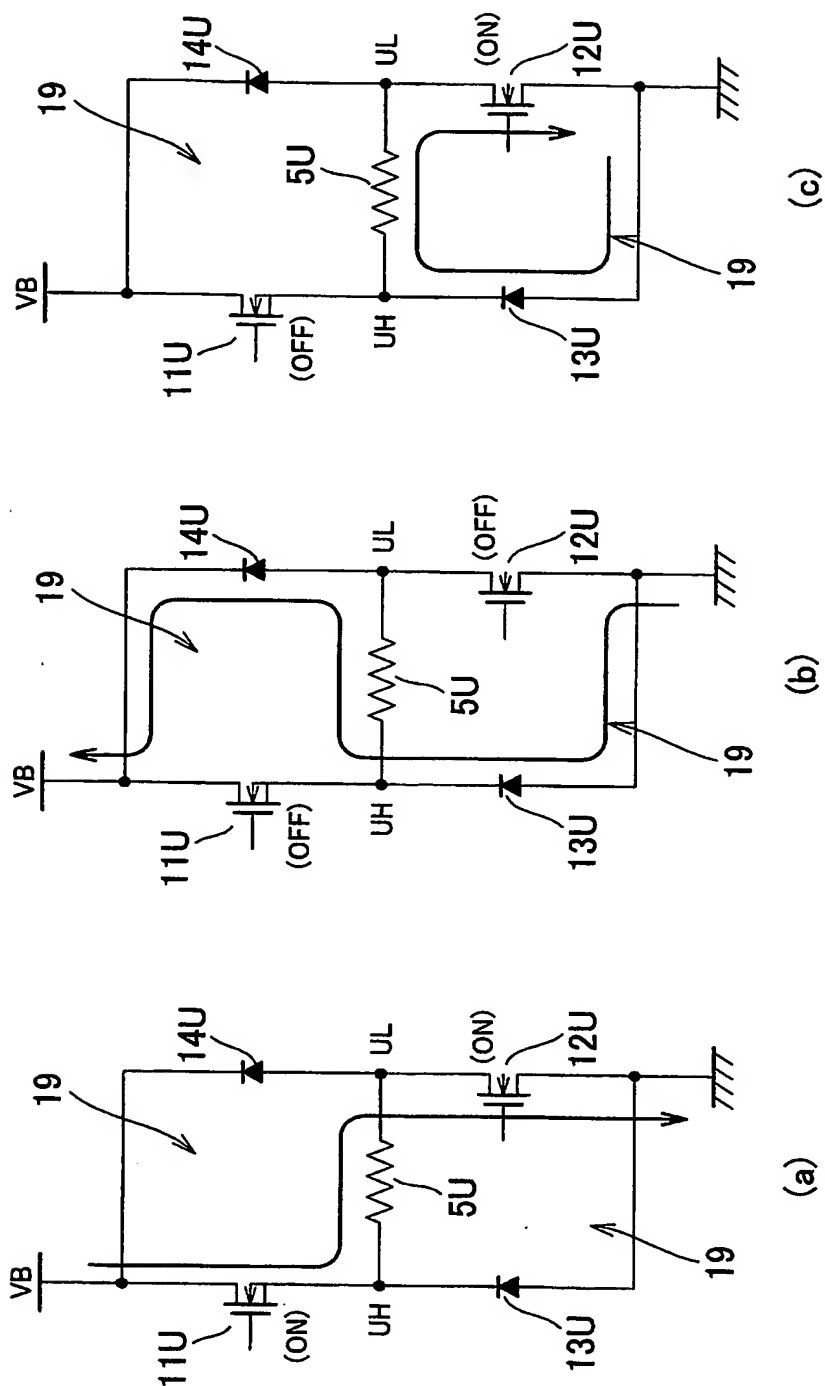 VB
19
14U
11U
(ON)
UH
5U
UL
(ON)
12U
13U
19
(a)
VB
19
14U
11U
(OFF)
UH
5U
UL
(OFF)
12U
13U
19
(b)
VB
19
14U
11U
(OFF)
UH
5U
UL
(ON)
12U
13U
19
(c)